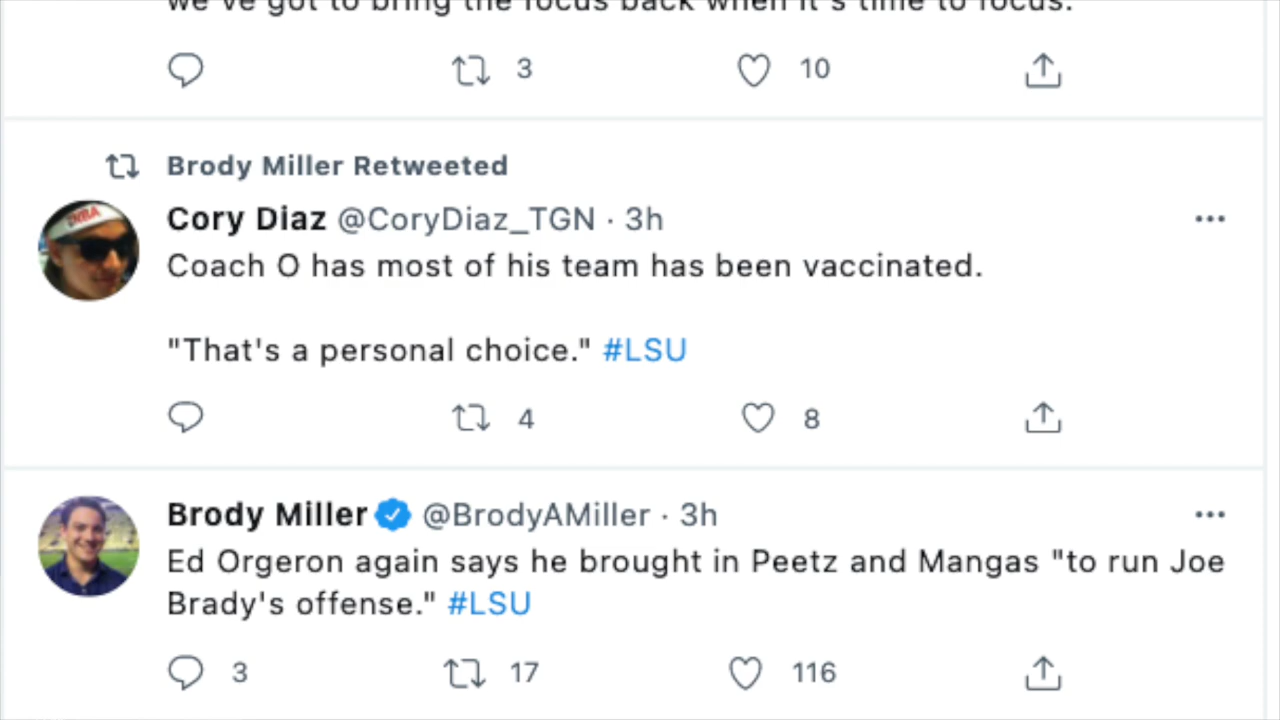 we've got to bring the focus back when it's time to focus.
3 10
Brody Miller Retweeted
Cory Diaz @CoryDiaz_TGN · 3h
Coach O has most of his team has been vaccinated.
"That's a personal choice." #LSU
4 8
Brody Miller @BrodyAMiller · 3h
Ed Orgeron again says he brought in Peetz and Mangas "to run Joe
Brady's offense." #LSU
3 17 116